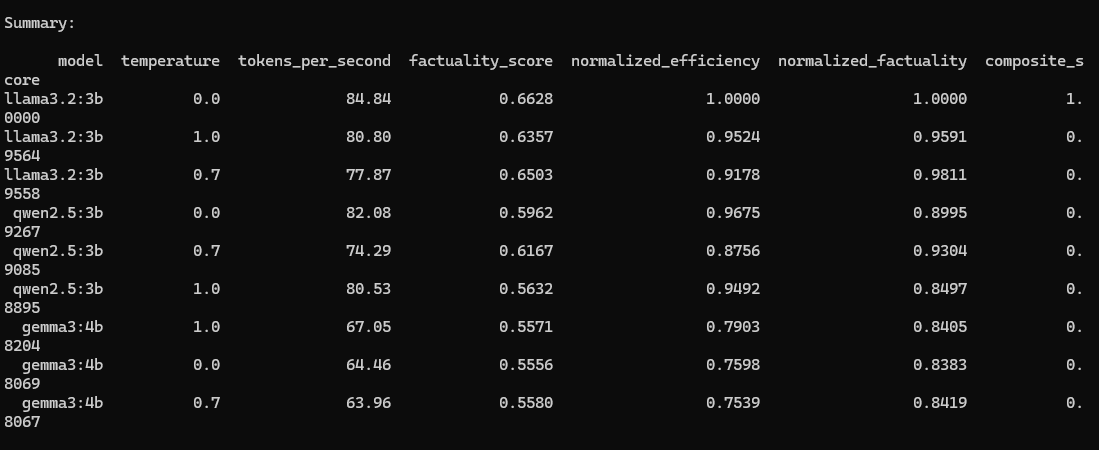 Summary:
model  temperature  tokens_per_second  factuality_score  normalized_efficiency  normalized_factuality  composite_s
core
llama3.2:3b          0.0              84.84            0.6628                 1.0000                 1.0000           1.
0000
llama3.2:3b          1.0              80.80            0.6357                 0.9524                 0.9591           0.
9564
llama3.2:3b          0.7              77.87            0.6503                 0.9178                 0.9811           0.
9558
qwen2.5:3b          0.0              82.08            0.5962                 0.9675                 0.8995           0.
9267
qwen2.5:3b          0.7              74.29            0.6167                 0.8756                 0.9304           0.
9085
qwen2.5:3b          1.0              80.53            0.5632                 0.9492                 0.8497           0.
8895
gemma3:4b          1.0              67.05            0.5571                 0.7903                 0.8405           0.
8204
gemma3:4b          0.0              64.46            0.5556                 0.7598                 0.8383           0.
8069
gemma3:4b          0.7              63.96            0.5580                 0.7539                 0.8419           0.
8067